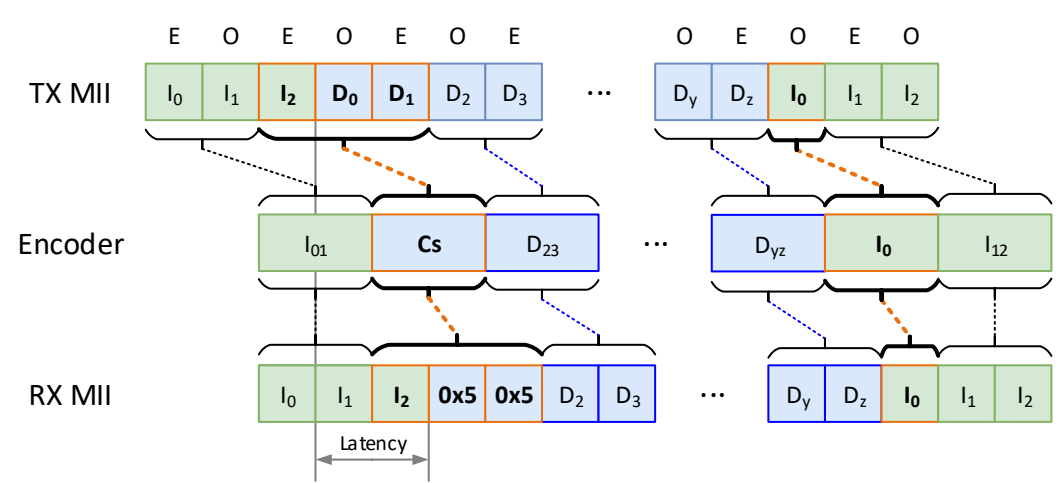 E O E O E O E O E O E O
TX MII I₀ I₁ I₂ D₀ D₁ D₂ D₃ ··· Dy Dz I₀ I₁ I₂
Encoder I₀₁ Cs D₂₃ ··· Dyz I₀ I₁₂
RX MII I₀ I₁ I₂ 0x5 0x5 D₂ D₃ ··· Dy Dz I₀ I₁ I₂
Latency